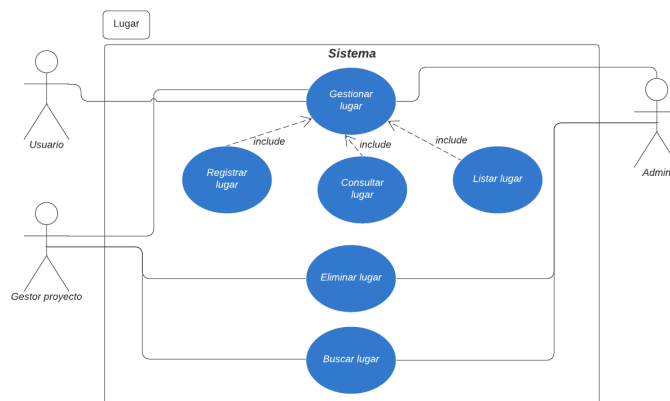 Lugar
Sistema
Gestionar
lugar
Usuario
include
include
include
Registrar
lugar
Consultar
lugar
Listar lugar
Admin
Eliminar lugar
Gestor proyecto
Buscar lugar